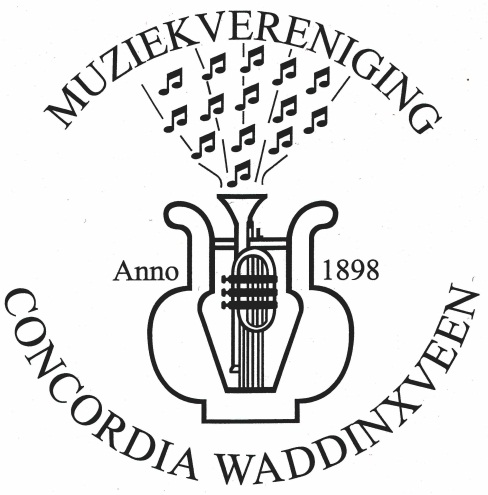 MUZIEKVERENIGING
Anno 1898
CONCORDIA WADDINXVEEN